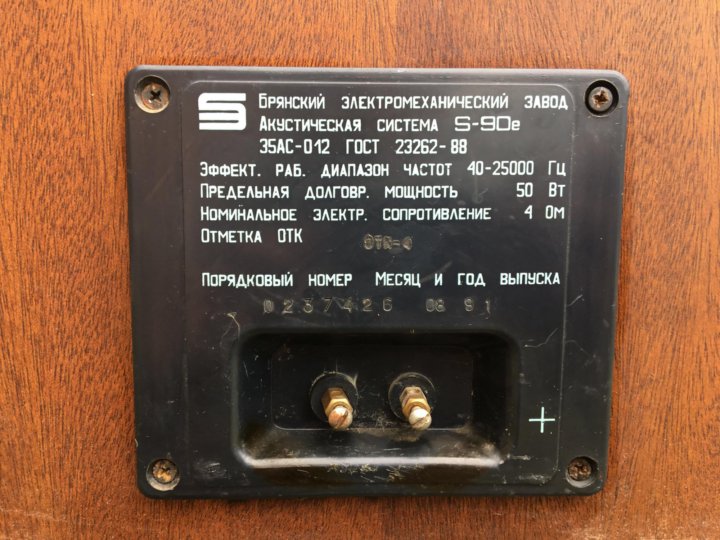 S БРЯНСКИЙ ЭЛЕКТРОМЕХАНИЧЕСКИЙ ЗАВОД
АКУСТИЧЕСКАЯ СИСТЕМА S-90е
35АС-012 ГОСТ 23262-88
ЭФФЕКТ. РАБ. ДИАПАЗОН ЧАСТОТ 40-25000 Гц
ПРЕДЕЛЬНАЯ ДОЛГОВР. МОЩНОСТЬ 50 Вт
НОМИНАЛЬНОЕ ЭЛЕКТР. СОПРОТИВЛЕНИЕ 4 Ом
ОТМЕТКА ОТК
ПОРЯДКОВЫЙ НОМЕР МЕСЯЦ И ГОД ВЫПУСКА
0237426 08 91
+